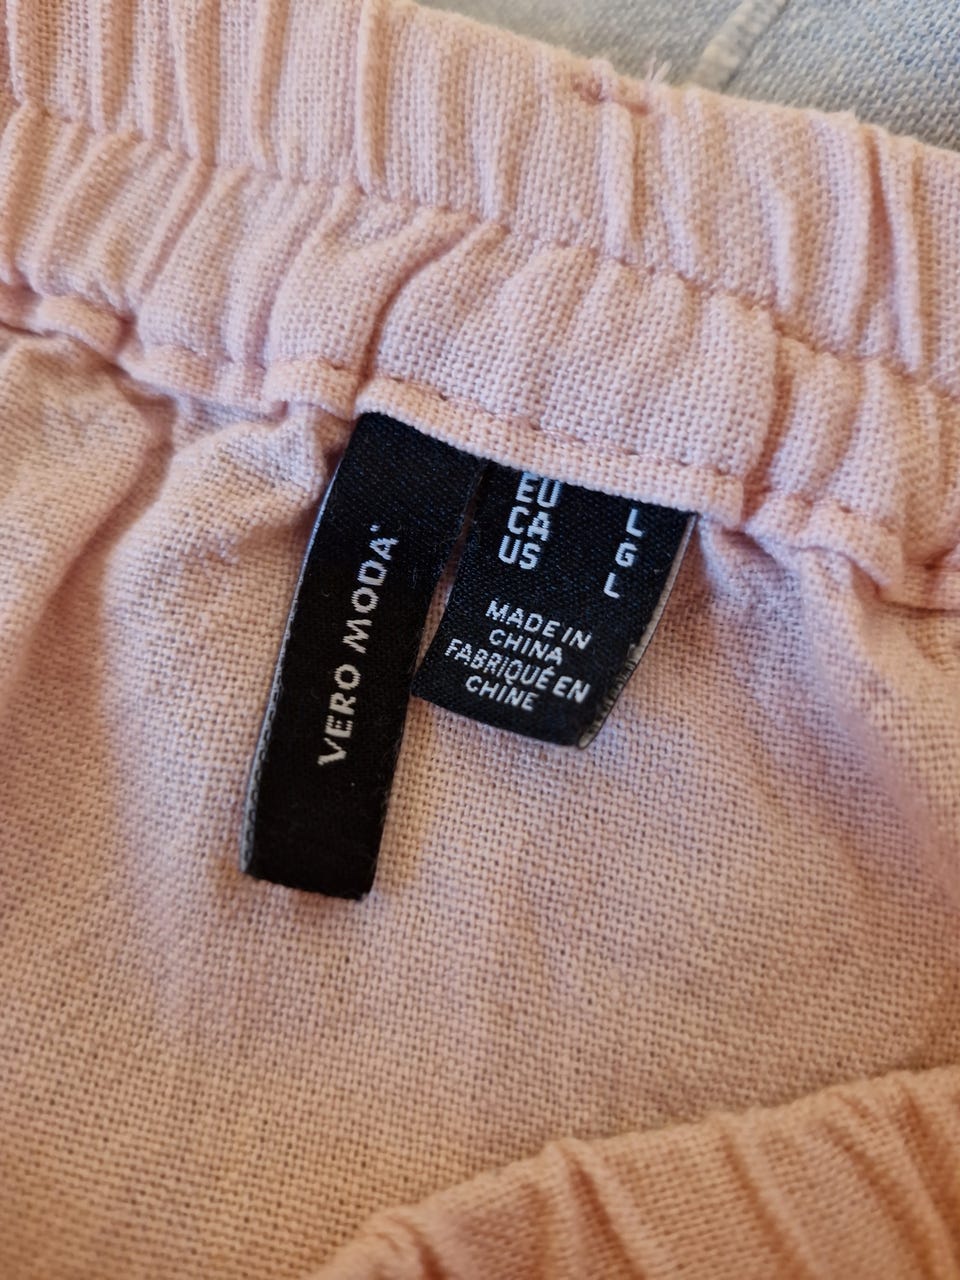 VERO MODA
EU L
CA G
US L
MADE IN
CHINA
FABRIQUÉ EN
CHINE